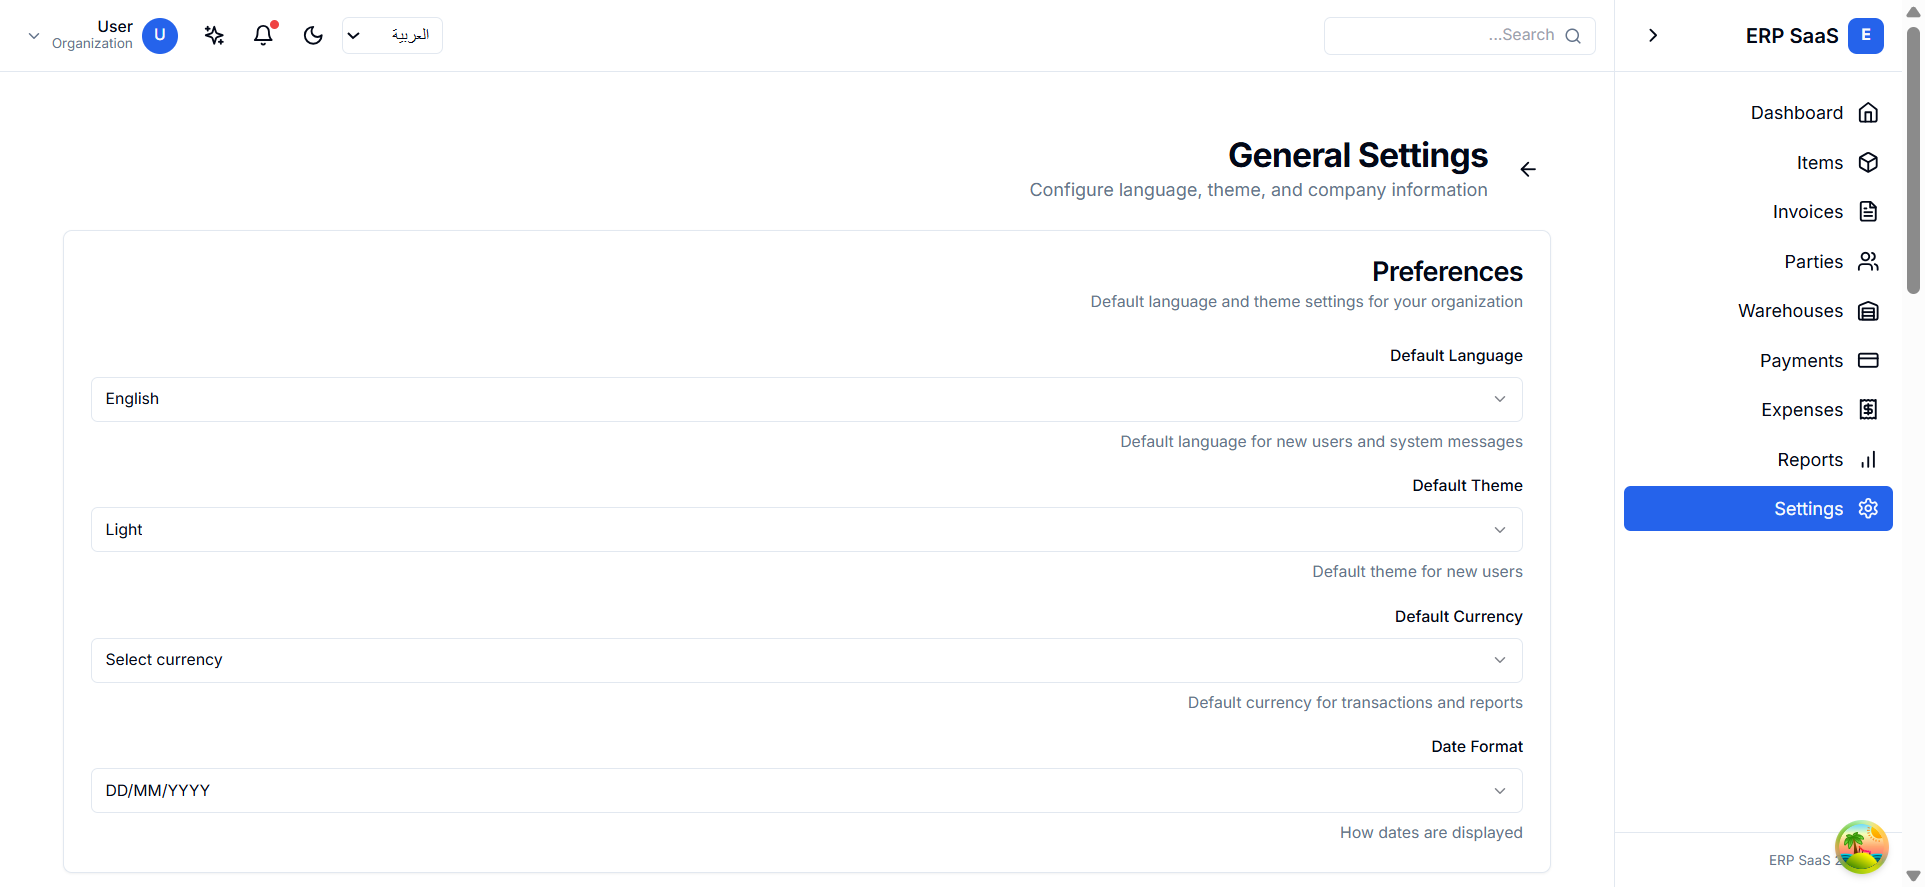 User
Organization
U
العربية
Search...
ERP SaaS
E
General Settings
Configure language, theme, and company information
Preferences
Default language and theme settings for your organization
Default Language
English
Default language for new users and system messages
Default Theme
Light
Default theme for new users
Default Currency
Select currency
Default currency for transactions and reports
Date Format
DD/MM/YYYY
How dates are displayed
Dashboard
Items
Invoices
Parties
Warehouses
Payments
Expenses
Reports
Settings
ERP SaaS